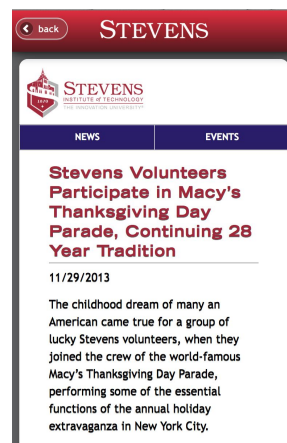 back
STEVENS
1870
STEVENS
INSTITUTE of TECHNOLOGY
THE INNOVATION UNIVERSITY®
NEWS
EVENTS
Stevens Volunteers
Participate in Macy's
Thanksgiving Day
Parade, Continuing 28
Year Tradition
11/29/2013
The childhood dream of many an
American came true for a group of
lucky Stevens volunteers, when they
joined the crew of the world-famous
Macy's Thanksgiving Day Parade,
performing some of the essential
functions of the annual holiday
extravaganza in New York City.